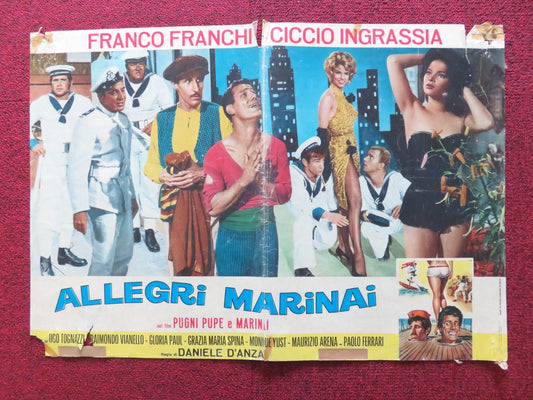 FRANCO FRANCHI CICCIO INGRASSIA
ALLEGRI MARINAI
dal film PUGNI PUPE e MARINAI
con UGO TOGNAZZI RAIMONDO VIANELLO - GLORIA PAUL - GRAZIA MARIA SPINA - MONIQUE YUST - MAURIZIO ARENA - PAOLO FERRARI
Regia di DANIELE D'ANZA